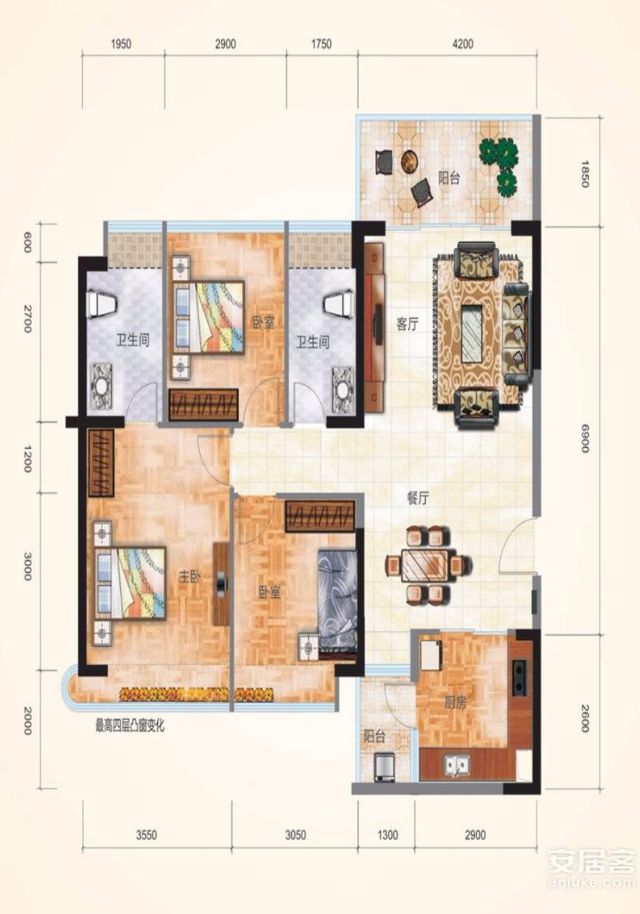 1950
2900
1750
4200
阳台
1850
600
2700
卫生间
卧室
卫生间
客厅
6900
1200
餐厅
3000
主卧
卧室
2000
最高四层凸窗变化
厨房
阳台
2600
3550
3050
1300
2900
安居客
anjuke.com